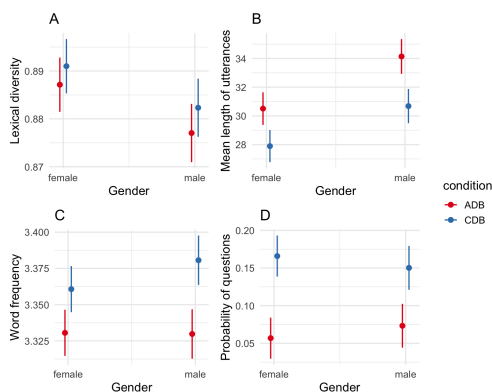 A
Lexical diversity
0.89
0.88
0.87
female
male
Gender
B
Mean length of utterances
34
32
30
28
female
male
Gender
C
Word frequency
3.400
3.375
3.350
3.325
female
male
Gender
D
Probability of questions
0.20
0.15
0.10
0.05
female
male
Gender
condition
ADB
CDB